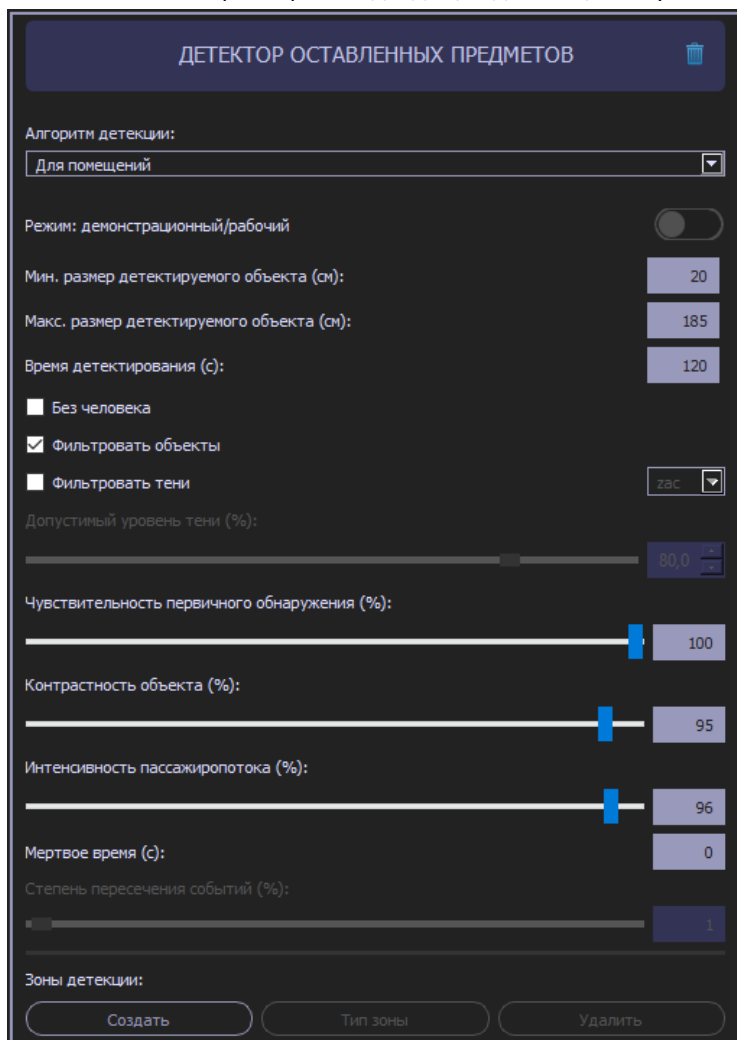 ДЕТЕКТОР ОСТАВЛЕННЫХ ПРЕДМЕТОВ
Алгоритм детекции:
Для помещений
Режим: демонстрационный/рабочий
Мин. размер детектируемого объекта (см): 20
Макс. размер детектируемого объекта (см): 185
Время детектирования (с): 120
Без человека
Фильтровать объекты
Фильтровать тени zac
Допустимый уровень тени (%):
80,0
Чувствительность первичного обнаружения (%):
100
Контрастность объекта (%):
95
Интенсивность пассажиропотока (%):
96
Мертвое время (с): 0
Степень пересечения событий (%):
1
Зоны детекции:
Создать Тип зоны Удалить